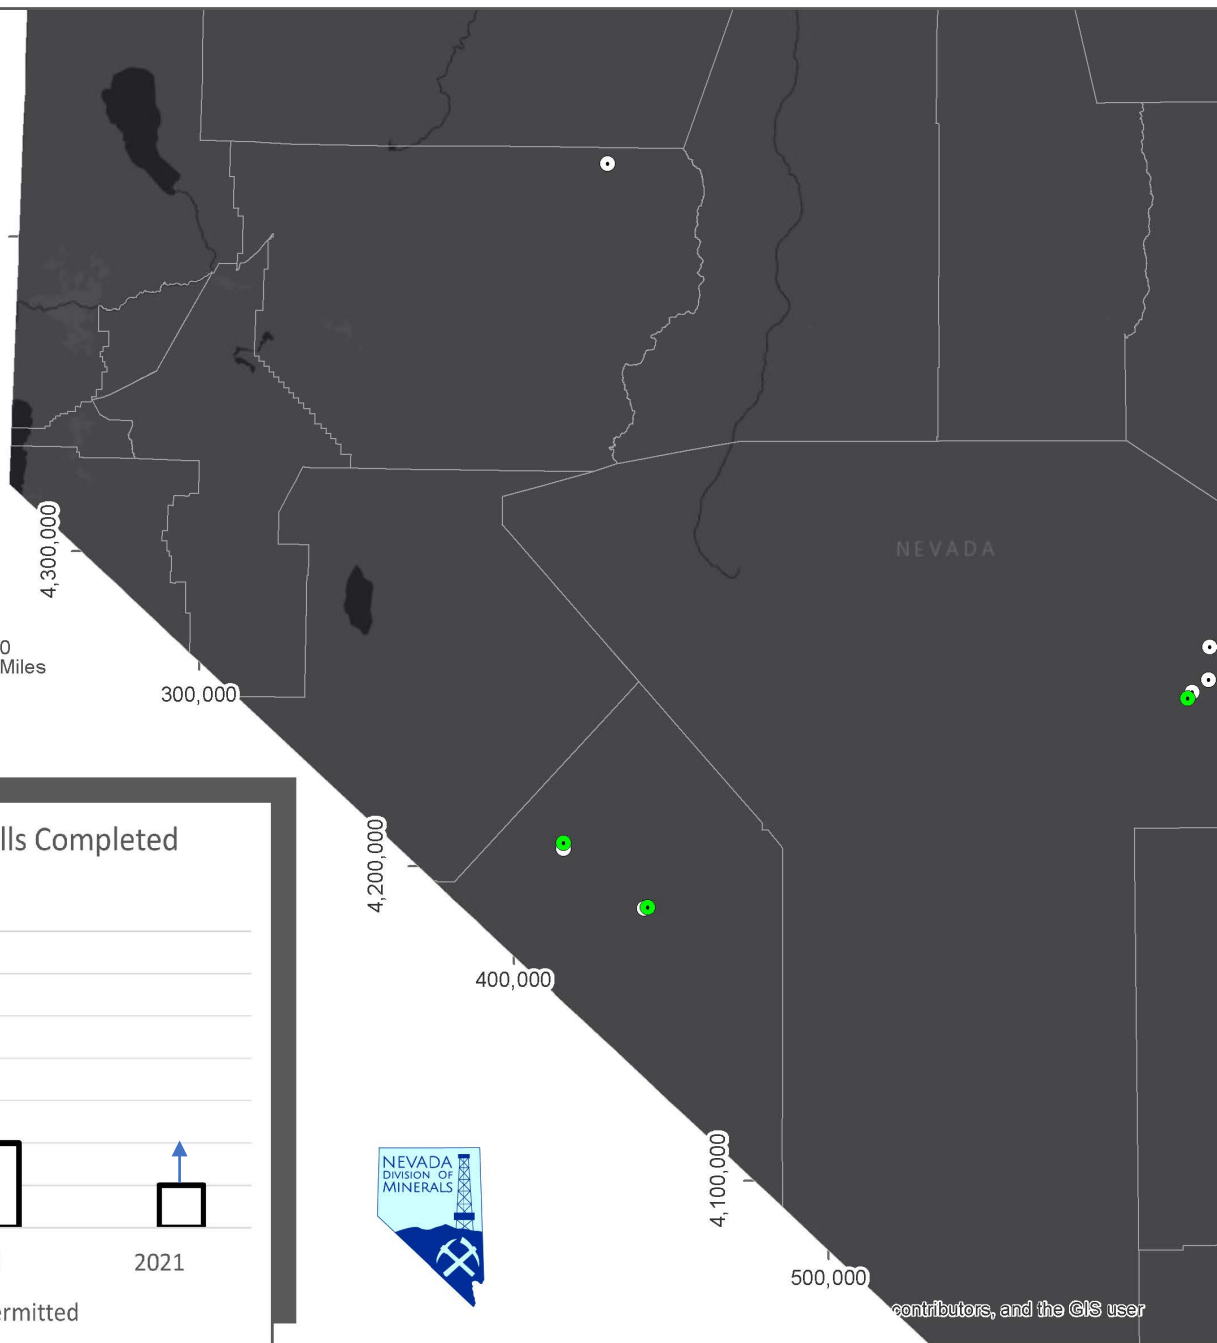 NEVADA
4,300,000
0
Miles
300,000
lls Completed
4,200,000
400,000
2021
ermitted
NEVADA
DIVISION OF
MINERALS
4,100,000
500,000
contributors, and the GIS user